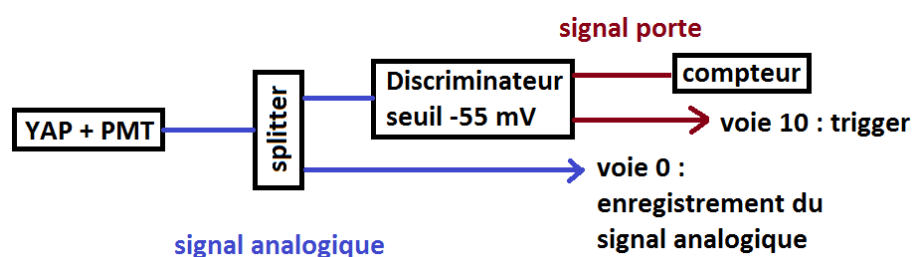 signal porte
YAP + PMT
splitter
Discriminateur
seuil -55 mV
compteur
voie 10 : trigger
voie 0 :
enregistrement du
signal analogique
signal analogique